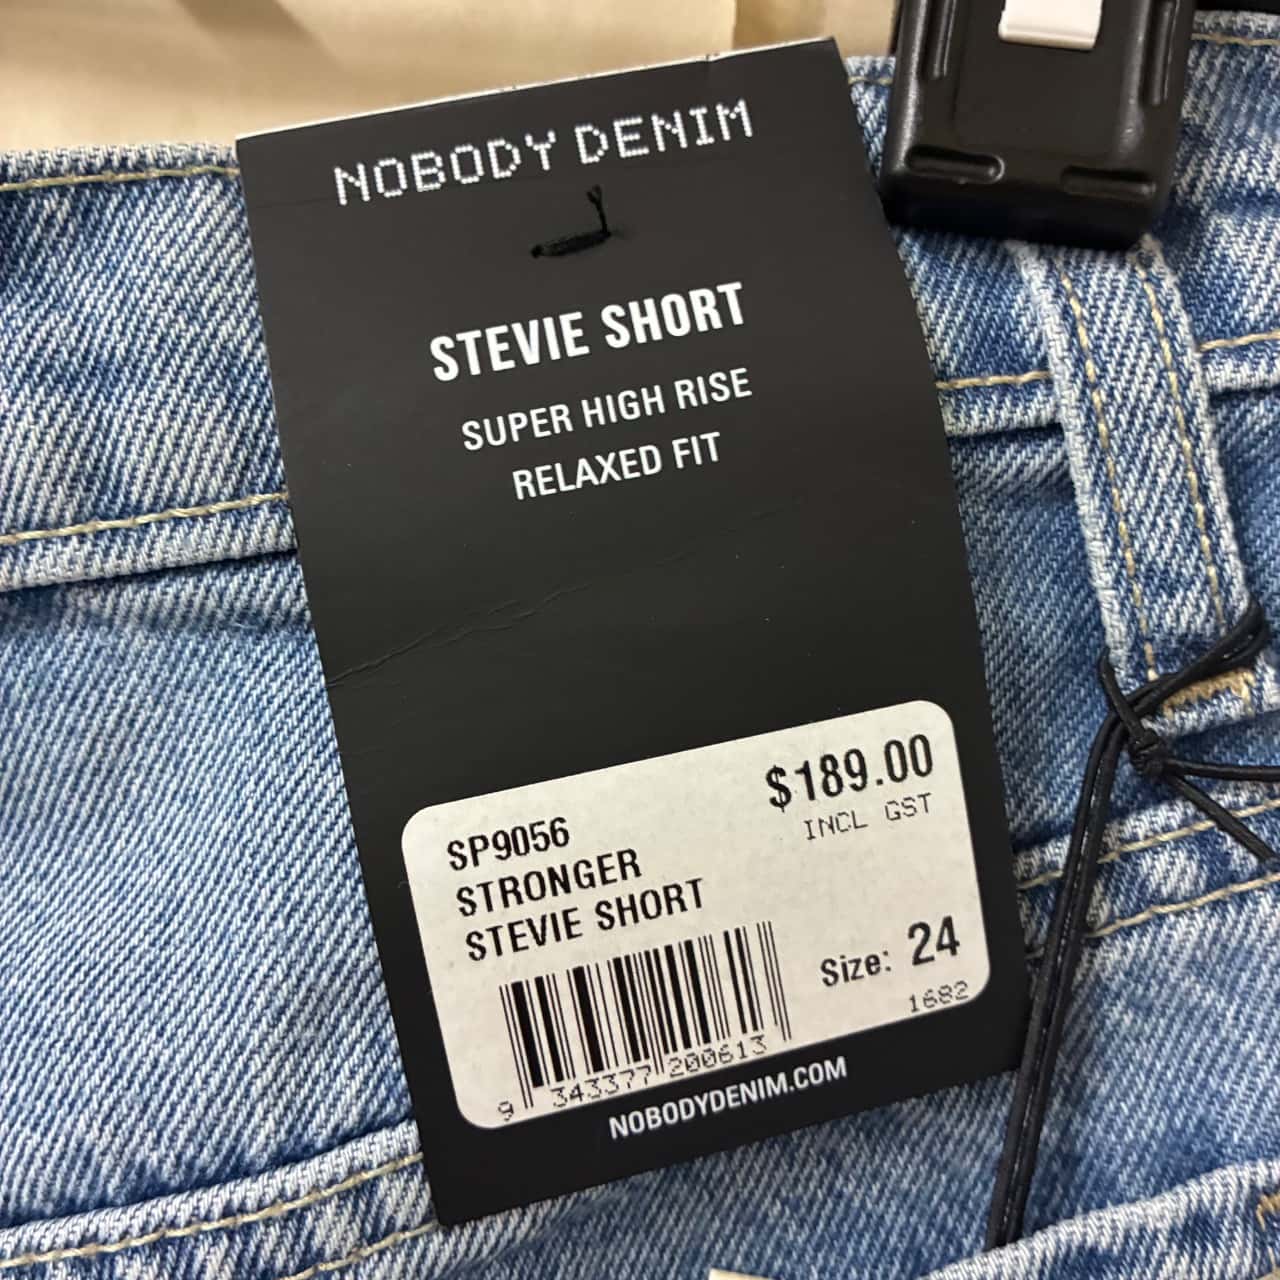 NOBODY DENIM
STEVIE SHORT
SUPER HIGH RISE
RELAXED FIT
$189.00
INCL GST
SP9056
STRONGER
STEVIE SHORT
Size: 24
1682
9 343377 200613
NOBODYDENIM.COM